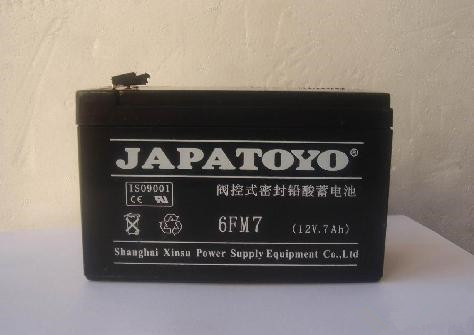 JAPATOYO®
ISO9001
阀控式密封铅酸蓄电池
CE
6FM7 (12V.7Ah)
Shanghai Xinsu Power Supply Equipment Co.,Ltd